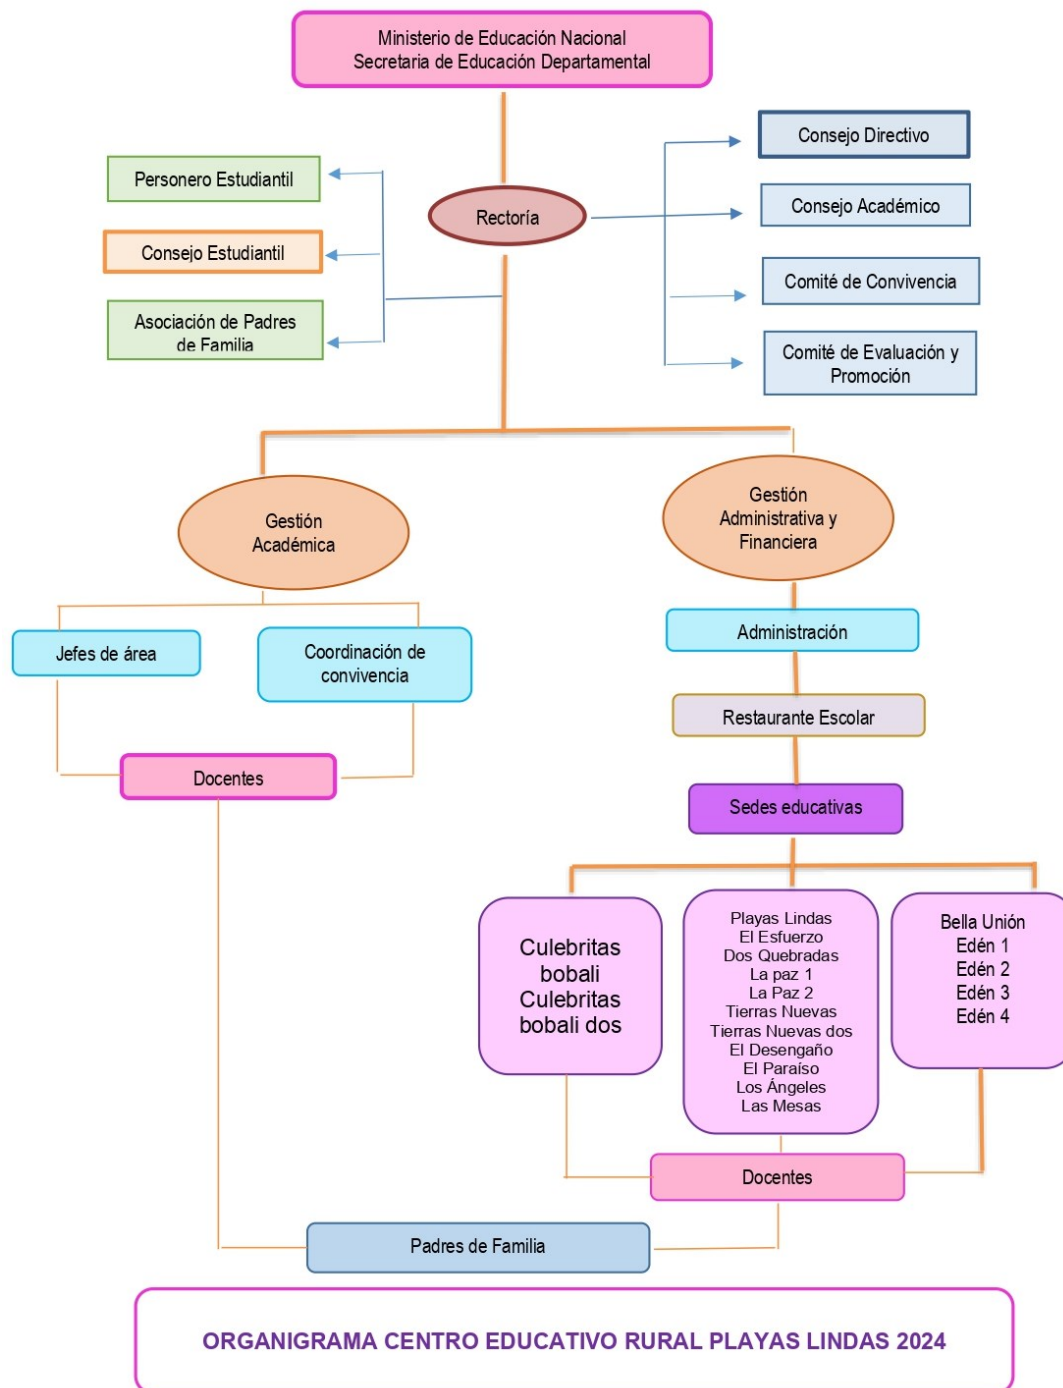 Ministerio de Educación Nacional
Secretaria de Educación Departamental
Consejo Directivo
Personero Estudiantil
Consejo Académico
Rectoría
Consejo Estudiantil
Comité de Convivencia
Asociación de Padres
de Familia
Comité de Evaluación y
Promoción
Gestión
Académica
Gestión
Administrativa y
Financiera
Jefes de área
Coordinación de
convivencia
Administración
Restaurante Escolar
Docentes
Sedes educativas
Culebritas
bobali
Culebritas
bobali dos
Playas Lindas
El Esfuerzo
Dos Quebradas
La paz 1
La Paz 2
Tierras Nuevas
Tierras Nuevas dos
El Desengaño
El Paraíso
Los Ángeles
Las Mesas
Bella Unión
Edén 1
Edén 2
Edén 3
Edén 4
Docentes
Padres de Familia
ORGANIGRAMA CENTRO EDUCATIVO RURAL PLAYAS LINDAS 2024